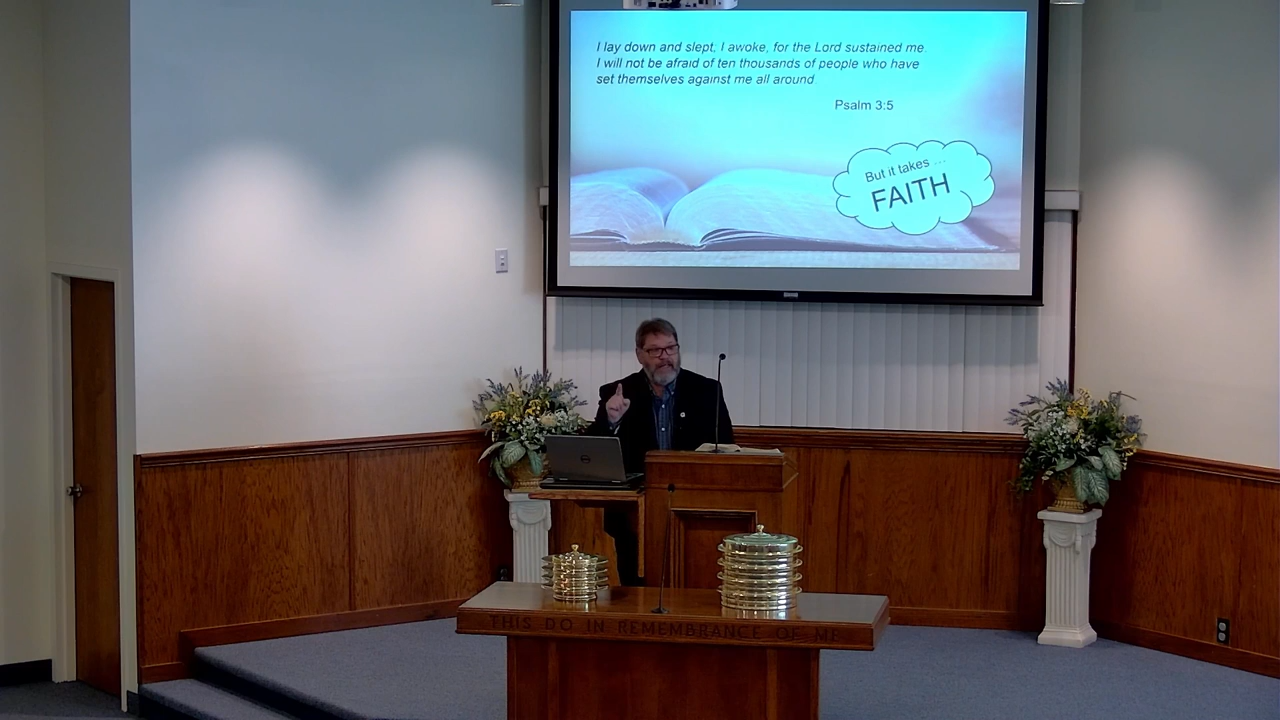 I lay down and slept; I awoke, for the Lord sustained me.
I will not be afraid of ten thousands of people who have
set themselves against me all around.
Psalm 3:5
But it takes ...
FAITH
THIS DO IN REMEMBRANCE OF ME